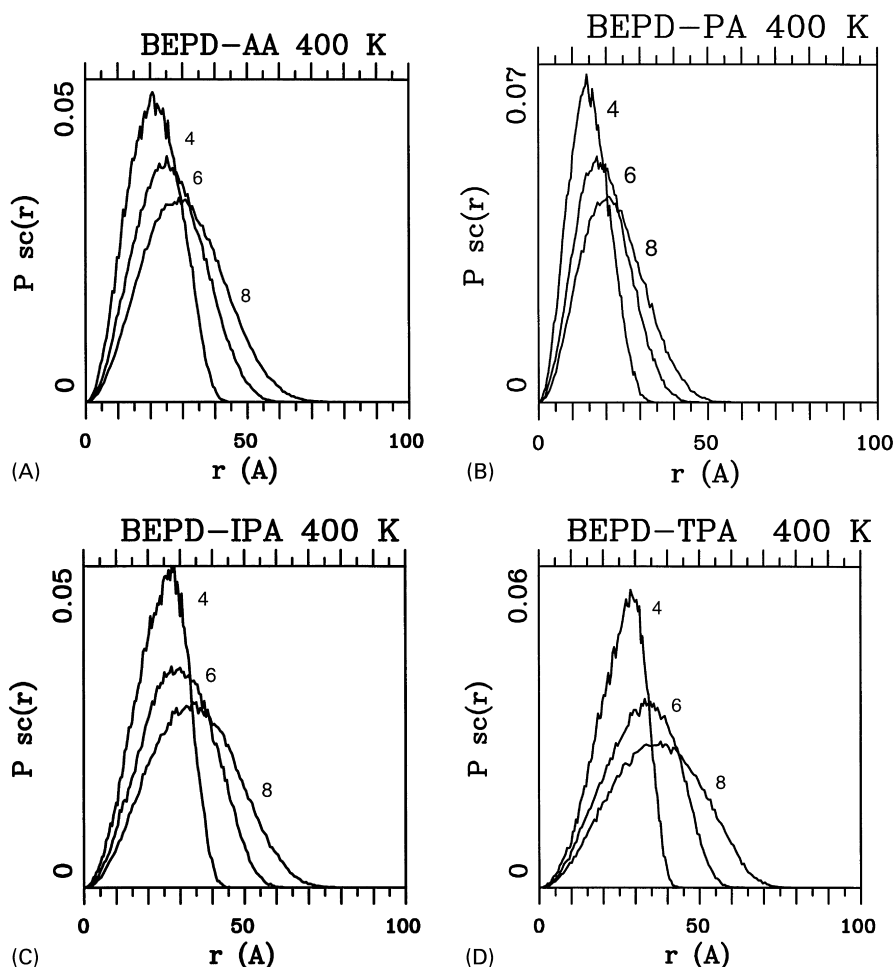 BEPD-AA 400 K
0.05
4
6
8
P sc(r)
0
0 50 100
r (A)
(A)
BEPD-PA 400 K
0.07
4
6
8
P sc(r)
0
0 50 100
r (A)
(B)
BEPD-IPA 400 K
0.05
4
6
8
P sc(r)
0
0 50 100
r (A)
(C)
BEPD-TPA 400 K
0.06
4
6
8
P sc(r)
0
0 50 100
r (A)
(D)